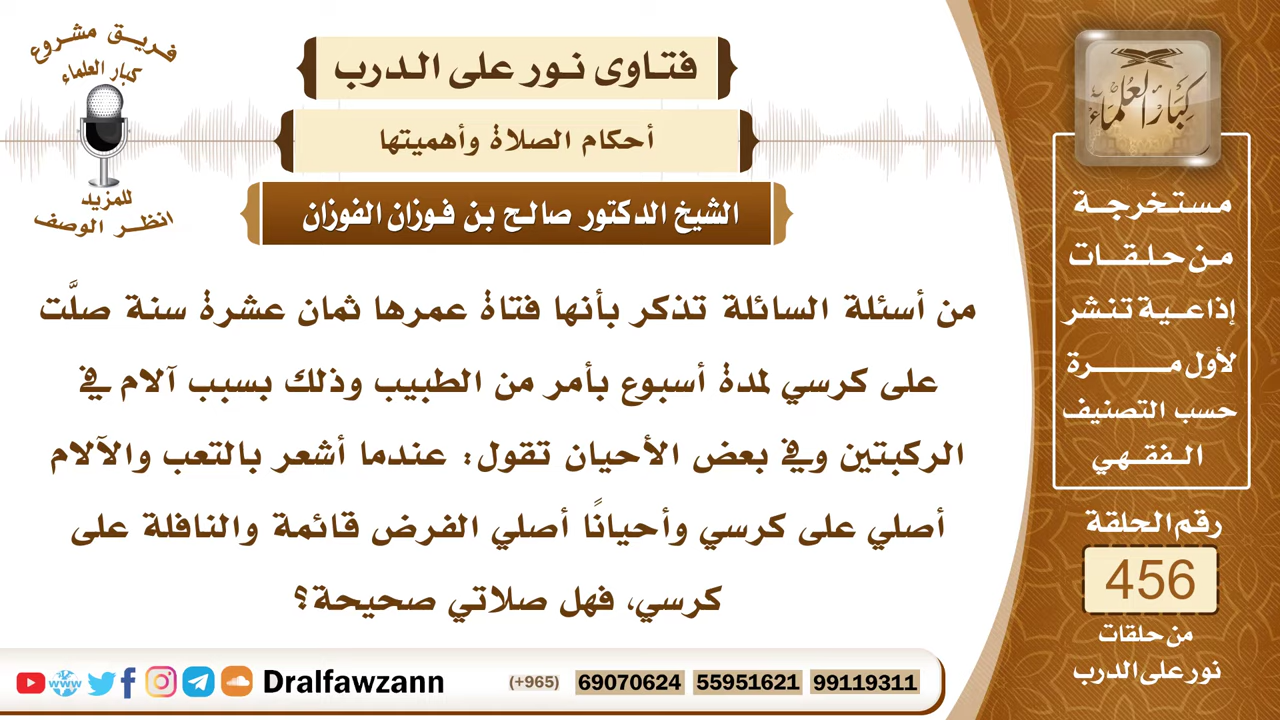 فريق مشروع
كبار العلماء
للمزيد
انظر الوصف
فتاوى نور على الدرب
أحكام الصلاة وأهميتها
الشيخ الدكتور صالح بن فوزان الفوزان
من أسئلة السائلة تذكر بأنها فتاة عمرها ثمان عشرة سنة صلَّت
على كرسي لمدة أسبوع بأمر من الطبيب وذلك بسبب آلام في
الركبتين وفي بعض الأحيان تقول: عندما أشعر بالتعب والآلام
أصلي على كرسي وأحيانًا أصلي الفرض قائمة والنافلة على
كرسي، فهل صلاتي صحيحة؟
كبار العلماء
مستخرجة
من حلقات
إذاعية تنشر
لأول مرة
حسب التصنيف
الفقهي
رقم الحلقة
456
من حلقات
نور على الدرب
www
Dralfawzann
(+965) 69070624 55951621 99119311